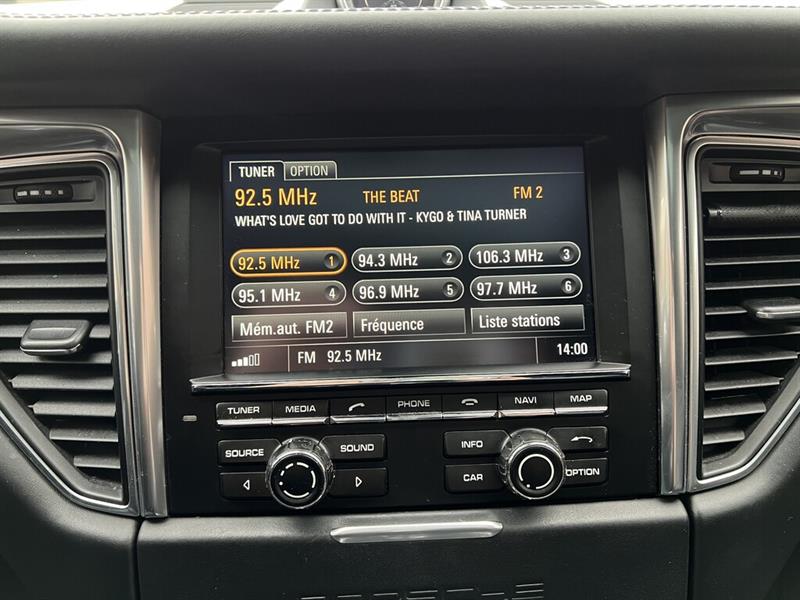 TUNER OPTION
92.5 MHz THE BEAT FM 2
WHAT'S LOVE GOT TO DO WITH IT - KYGO & TINA TURNER
92.5 MHz 1 94.3 MHz 2 106.3 MHz 3
95.1 MHz 4 96.9 MHz 5 97.7 MHz 6
Mém.aut. FM2 Fréquence Liste stations
FM 92.5 MHz 14:00
TUNER MEDIA PHONE NAVI MAP
SOURCE SOUND INFO
CAR OPTION
PORSCHE